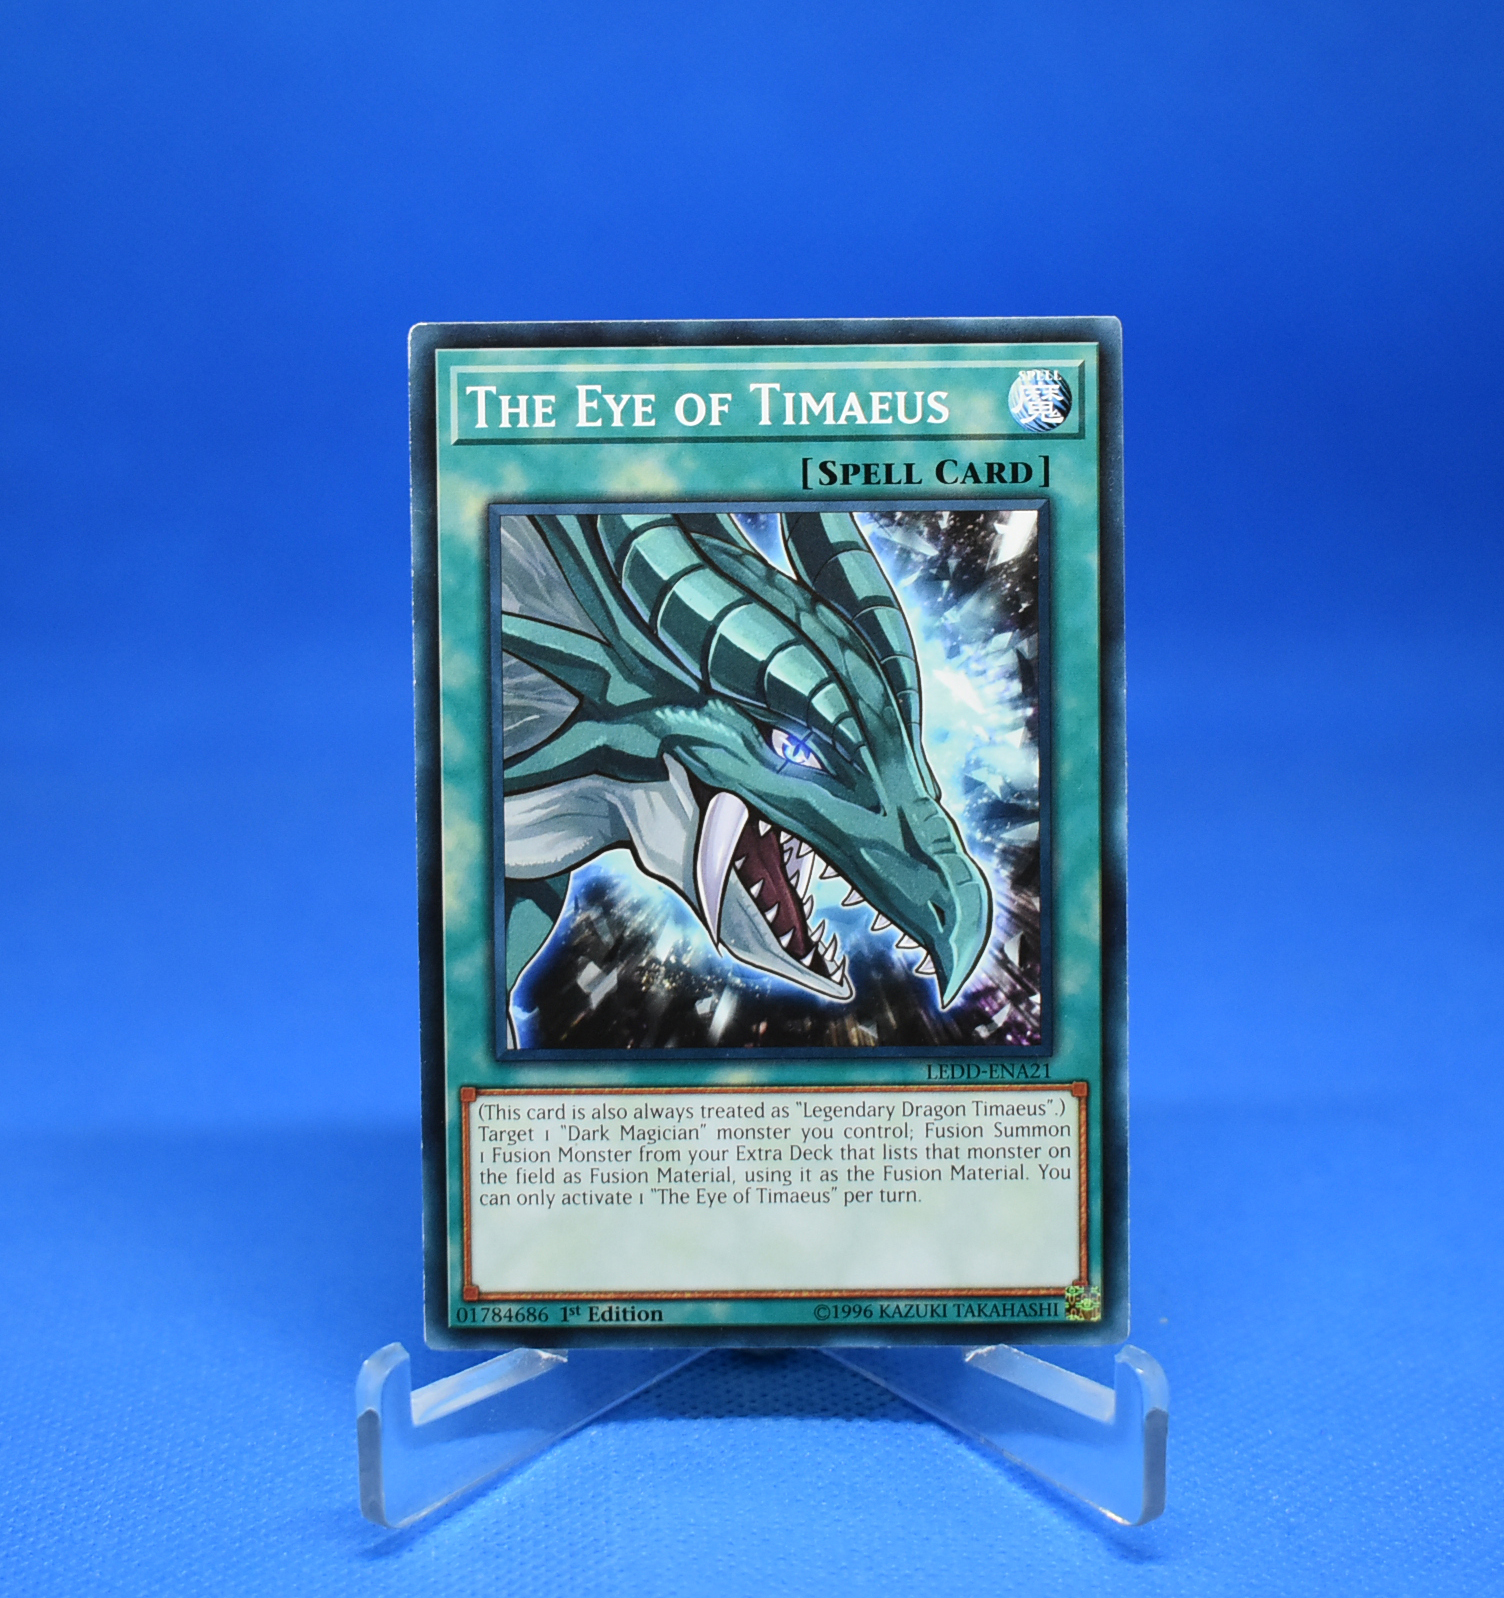 THE EYE OF TIMAEUS
SPELL
魔
[SPELL CARD]
LEDD-ENA21
(This card is also always treated as "Legendary Dragon Timaeus".)
Target 1 "Dark Magician" monster you control; Fusion Summon
1 Fusion Monster from your Extra Deck that lists that monster on
the field as Fusion Material, using it as the Fusion Material. You
can only activate 1 "The Eye of Timaeus" per turn.
01784686 1st Edition
©1996 KAZUKI TAKAHASHI